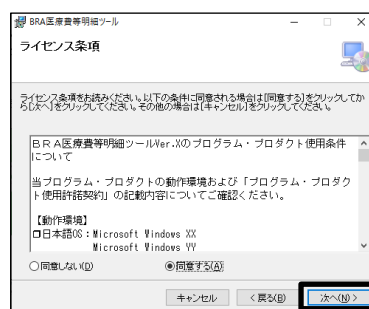 BRA医療費等明細ツール
ライセンス条項
ライセンス条項をお読みください。以下の条件に同意される場合は[同意する]をクリックしてか
ら[次へ]をクリックしてください。その他の場合は[キャンセル]をクリックしてください。
ＢＲＡ医療費等明細ツールVer.Xのプログラム・プロダクト使用条件
について
当プログラム・プロダクトの動作環境および「プログラム・プロダク
ト使用許諾契約」の記載内容についてご確認ください。
【動作環境】
□日本語OS：Microsoft Windows XX
Microsoft Windows YY
同意しない(D)
同意する(A)
キャンセル
< 戻る(B)
次へ(N) >